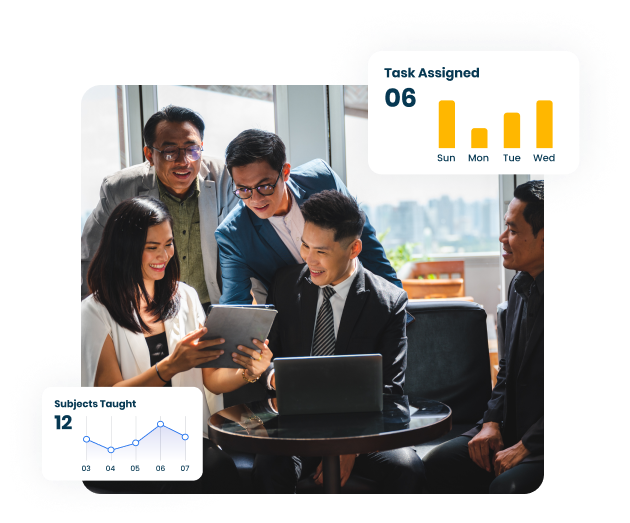 Task Assigned
06
Sun Mon Tue Wed
Subjects Taught
12
03 04 05 06 07